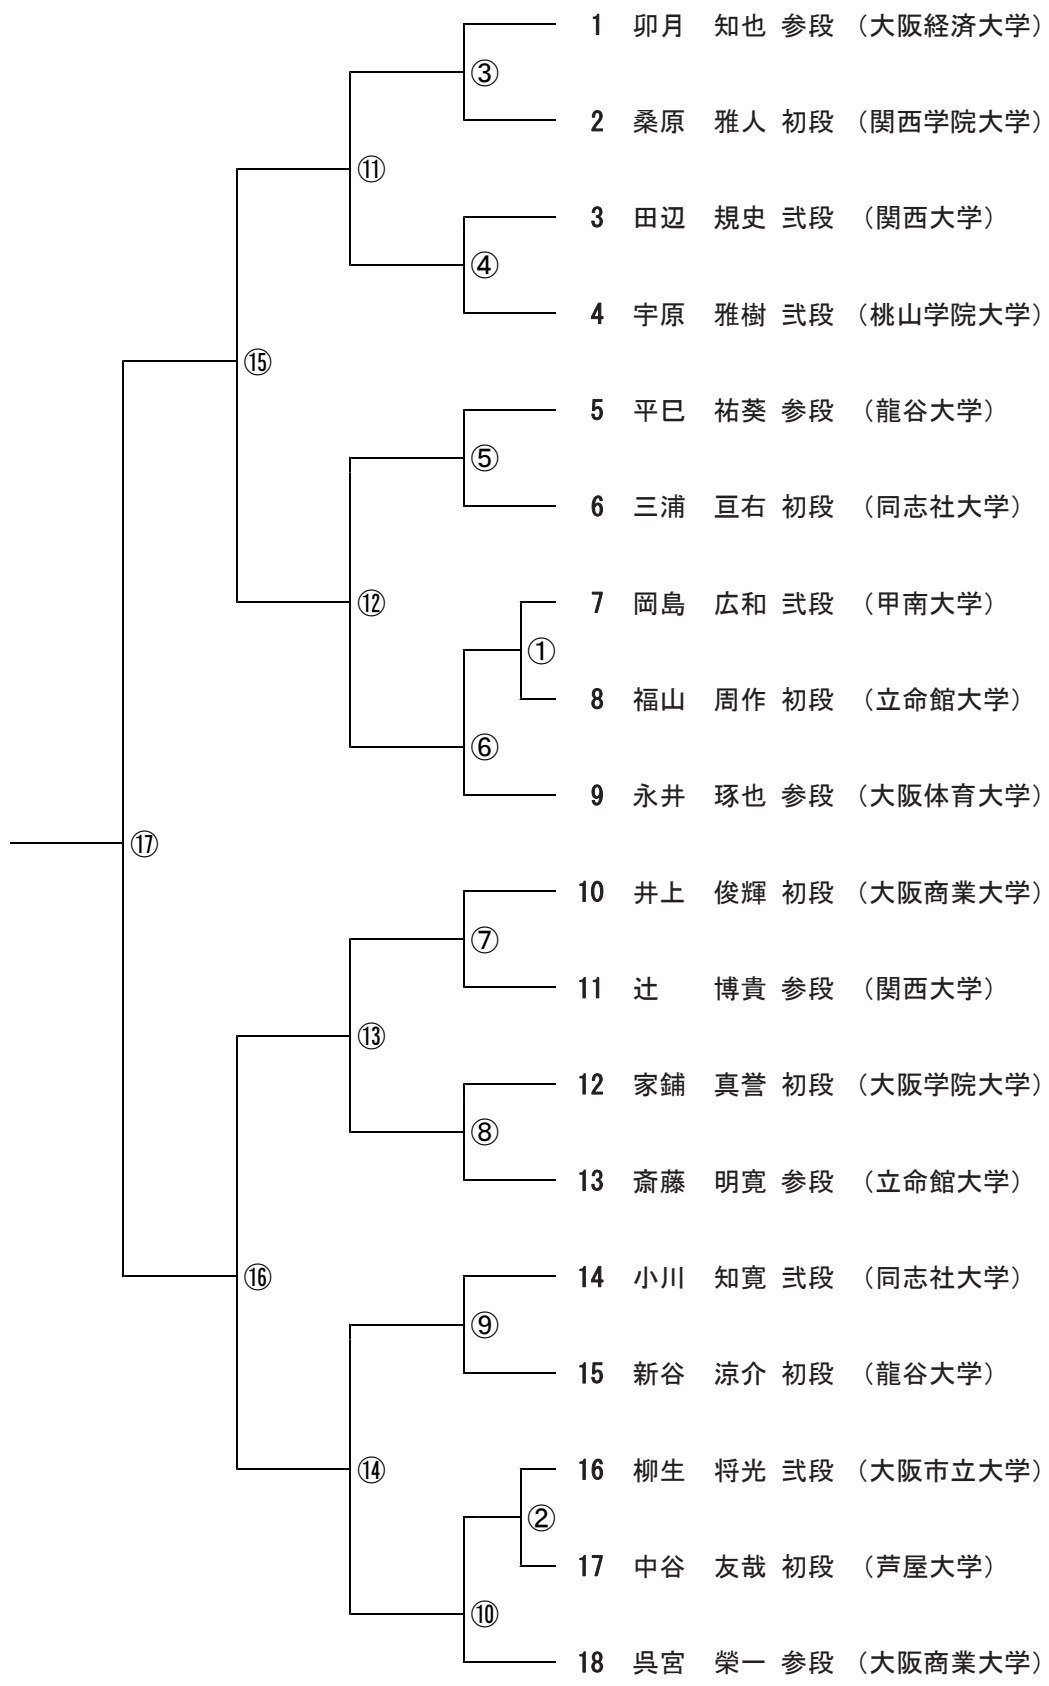 1 卯月 知也 参段 （大阪経済大学）
③
2 桑原 雅人 初段 （関西学院大学）
⑪
3 田辺 規史 弐段 （関西大学）
④
4 宇原 雅樹 弐段 （桃山学院大学）
⑮
5 平巳 祐葵 参段 （龍谷大学）
⑤
6 三浦 亘右 初段 （同志社大学）
⑫
7 岡島 広和 弐段 （甲南大学）
①
8 福山 周作 初段 （立命館大学）
⑥
9 永井 琢也 参段 （大阪体育大学）
⑰
10 井上 俊輝 初段 （大阪商業大学）
⑦
11 辻 博貴 参段 （関西大学）
⑬
12 家鋪 真誉 初段 （大阪学院大学）
⑧
13 斎藤 明寛 参段 （立命館大学）
⑯
14 小川 知寛 弐段 （同志社大学）
⑨
15 新谷 涼介 初段 （龍谷大学）
⑭
16 柳生 将光 弐段 （大阪市立大学）
②
17 中谷 友哉 初段 （芦屋大学）
⑩
18 呉宮 榮一 参段 （大阪商業大学）